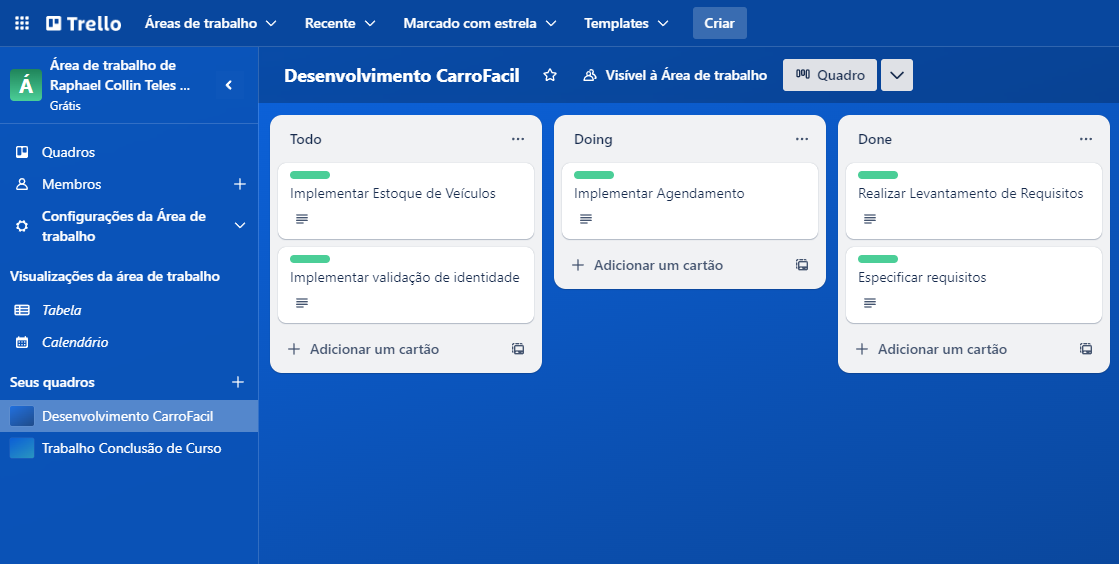 Trello
Áreas de trabalho
Recente
Marcado com estrela
Templates
Criar
Á
Área de trabalho de
Raphael Collin Teles ...
Grátis
Quadros
Membros
Configurações da Área de
trabalho
Visualizações da área de trabalho
Tabela
Calendário
Seus quadros
Desenvolvimento CarroFacil
Trabalho Conclusão de Curso
Desenvolvimento CarroFacil
Visível à Área de trabalho
Quadro
Todo
Implementar Estoque de Veículos
Implementar validação de identidade
Adicionar um cartão
Doing
Implementar Agendamento
Adicionar um cartão
Done
Realizar Levantamento de Requisitos
Especificar requisitos
Adicionar um cartão